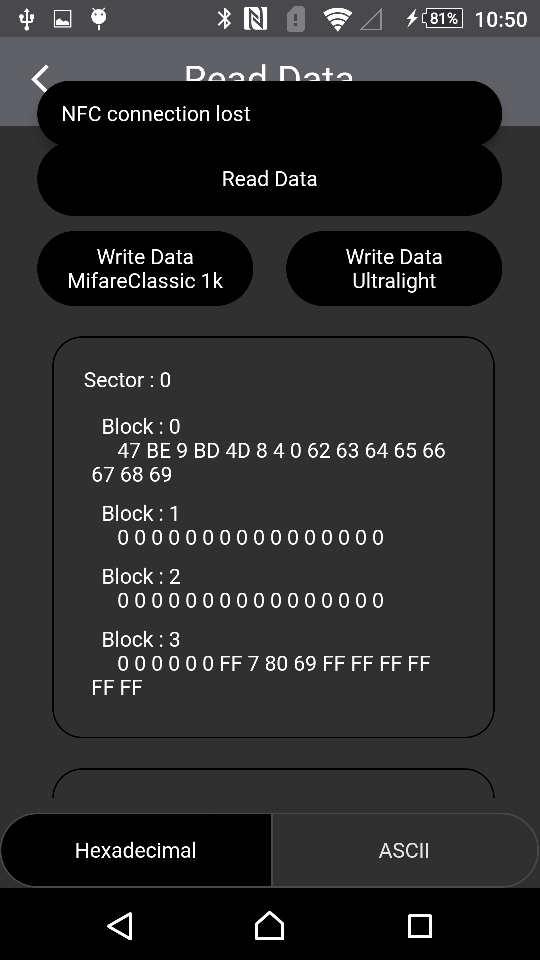 81% 10:50
Read Data
NFC connection lost
Read Data
Write Data
MifareClassic 1k
Write Data
Ultralight
Sector : 0
Block : 0
47 BE 9 BD 4D 8 4 0 62 63 64 65 66
67 68 69
Block : 1
0 0 0 0 0 0 0 0 0 0 0 0 0 0 0 0
Block : 2
0 0 0 0 0 0 0 0 0 0 0 0 0 0 0 0
Block : 3
0 0 0 0 0 0 FF 7 80 69 FF FF FF FF
FF FF
Hexadecimal
ASCII